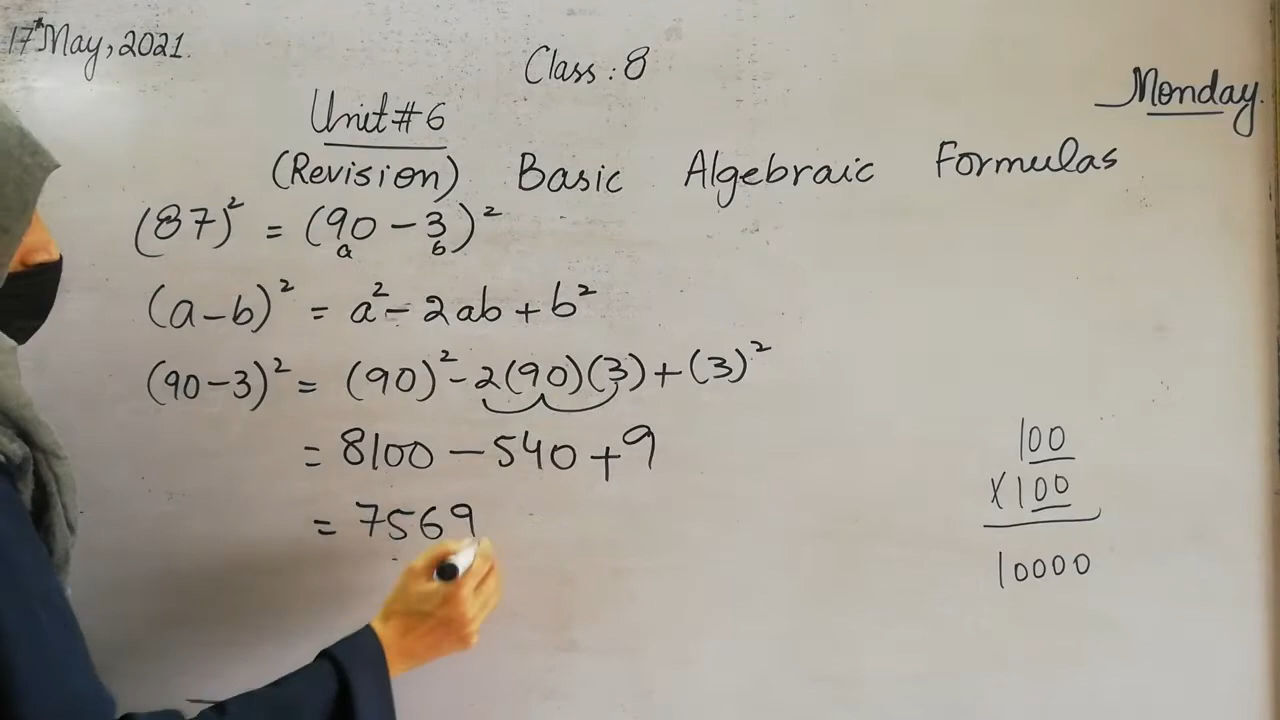 17th May, 2021.
Class : 8
Monday.
Unit # 6
(Revision) Basic Algebraic Formulas
(87)² = (90 - 3)²
a b
(a-b)² = a² - 2ab + b²
(90-3)² = (90)² - 2(90)(3) + (3)²
= 8100 - 540 + 9
= 7569
100
X 100
10000